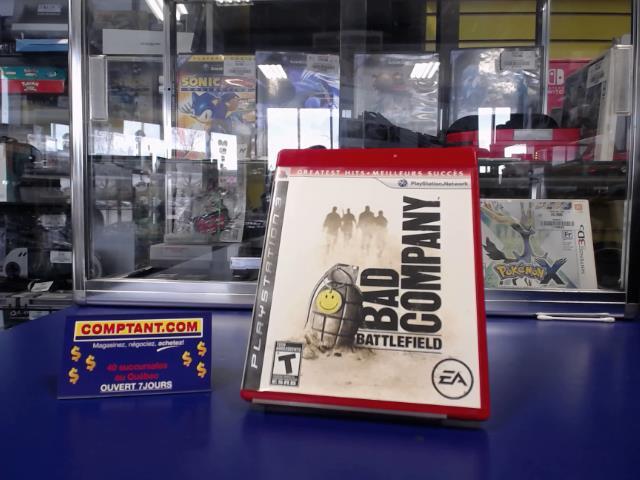 SONIC
GREATEST HITS • MEILLEURS SUCCÈS
PlayStation Network
PLAYSTATION 3
BAD
COMPANY
BATTLEFIELD
T
ESRB
EA
COMPTANT.COM
Magasinez, négociez, achetez!
40 succursales
au Québec
OUVERT 7JOURS
$
$
$
$
$
$
POKéMON X